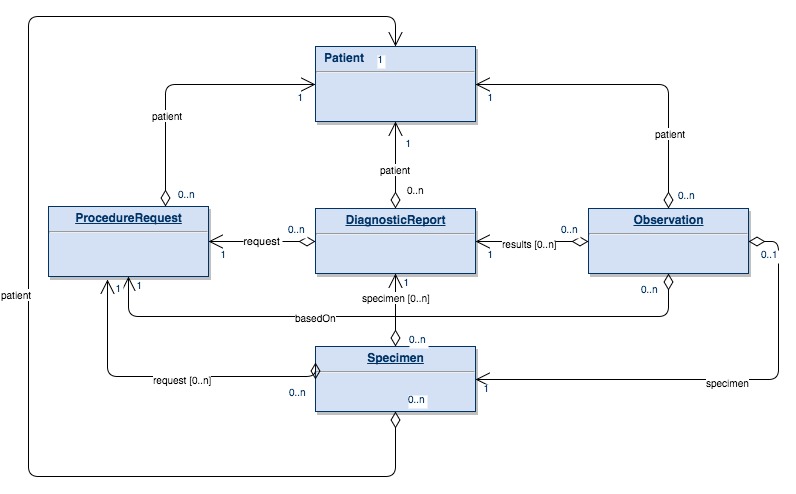 Patient 1
1
1
patient
1
patient
patient
0..n
0..n
0..n
ProcedureRequest
DiagnosticReport
Observation
0..n
0..n
request
results [0..n]
1
1
0..1
1
1
1
0..n
patient
specimen [0..n]
basedOn
0..n
Specimen
request [0..n]
1
specimen
0..n
0..n